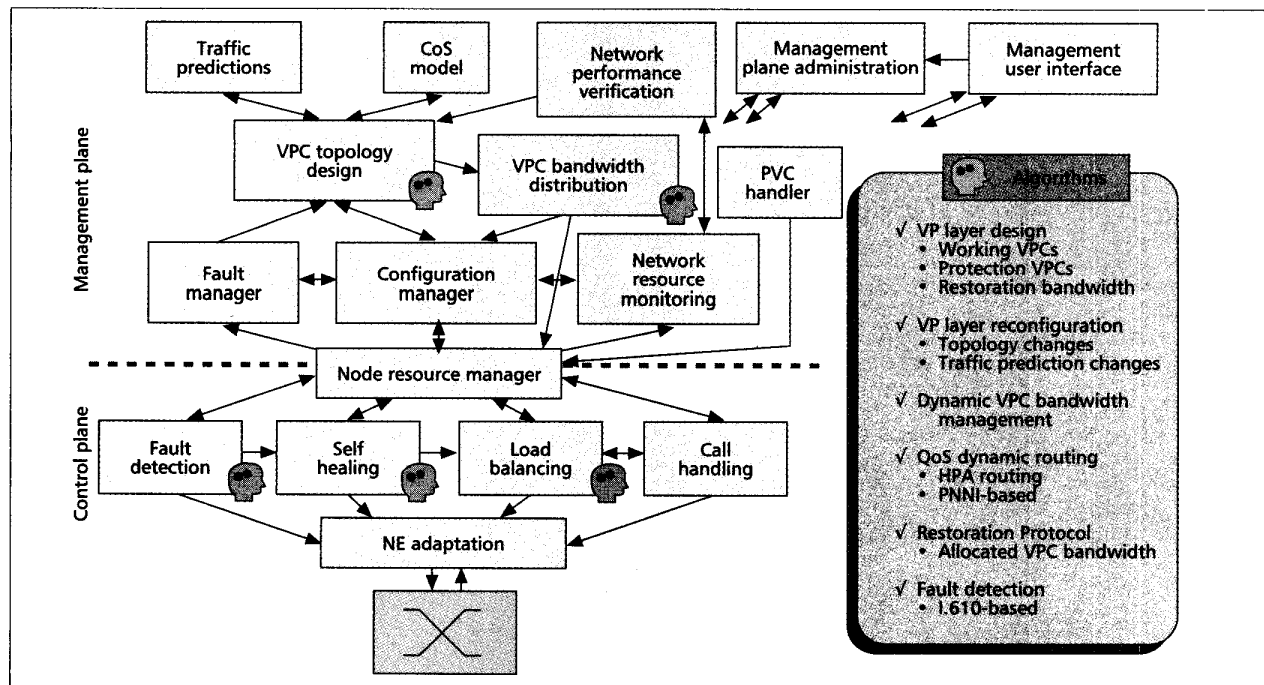 Traffic
predictions
CoS
model
Network
performance
verification
Management
plane administration
Management
user interface
Management plane
VPC topology
design
VPC bandwidth
distribution
PVC
handler
Fault
manager
Configuration
manager
Network
resource
monitoring
Node resource manager
Control plane
Fault
detection
Self
healing
Load
balancing
Call
handling
NE adaptation
Algorithms
√ VP layer design
• Working VPCs
• Protection VPCs
• Restoration bandwidth
√ VP layer reconfiguration
• Topology changes
• Traffic prediction changes
√ Dynamic VPC bandwidth
management
√ QoS dynamic routing
• HPA routing
• PNNI-based
√ Restoration Protocol
• Allocated VPC bandwidth
√ Fault detection
• I.610-based